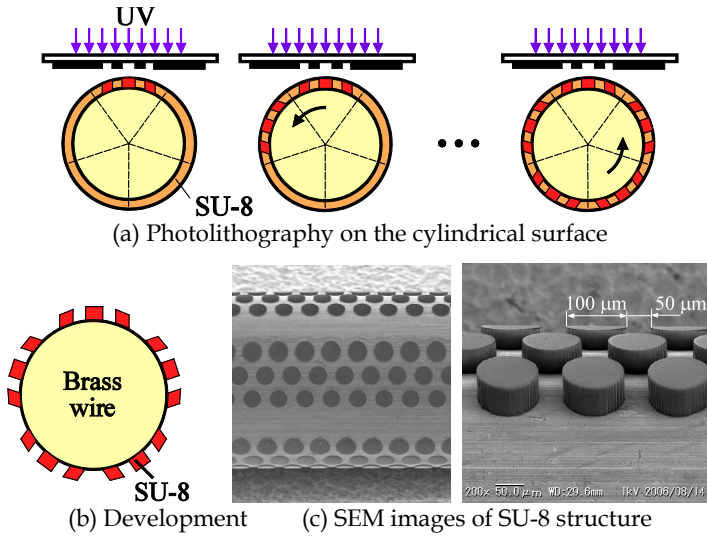 UV
SU-8
(a) Photolithography on the cylindrical surface
Brass
wire
SU-8
100 μm
50 μm
200x 50.0μm WD:29.6mm IkV 2006/08/14
(b) Development
(c) SEM images of SU-8 structure